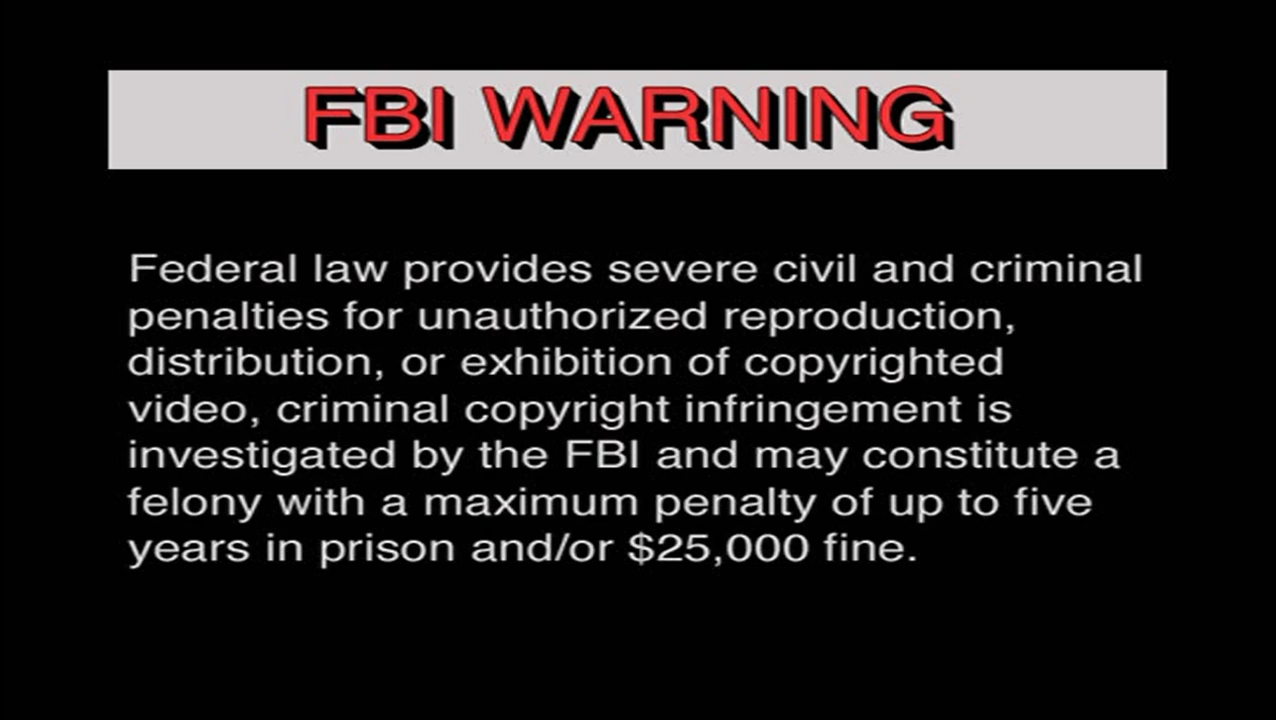 FBI WARNING
Federal law provides severe civil and criminal
penalties for unauthorized reproduction,
distribution, or exhibition of copyrighted
video, criminal copyright infringement is
investigated by the FBI and may constitute a
felony with a maximum penalty of up to five
years in prison and/or $25,000 fine.